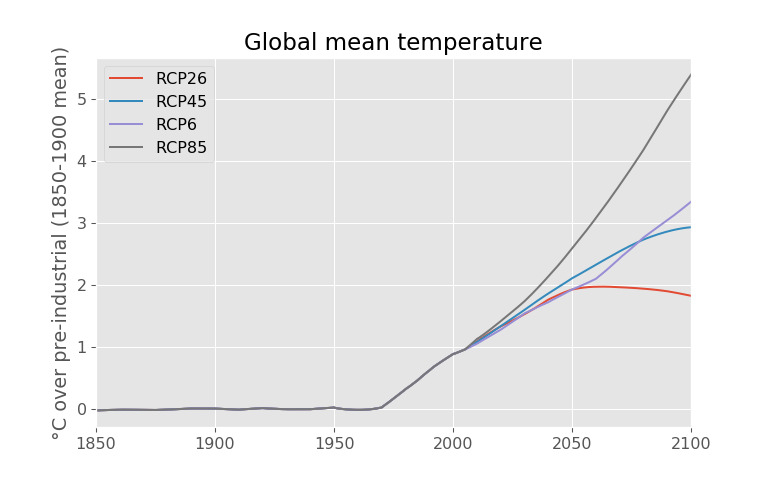 Global mean temperature
°C over pre-industrial (1850-1900 mean)
RCP26
RCP45
RCP6
RCP85
5
4
3
2
1
0
1850
1900
1950
2000
2050
2100